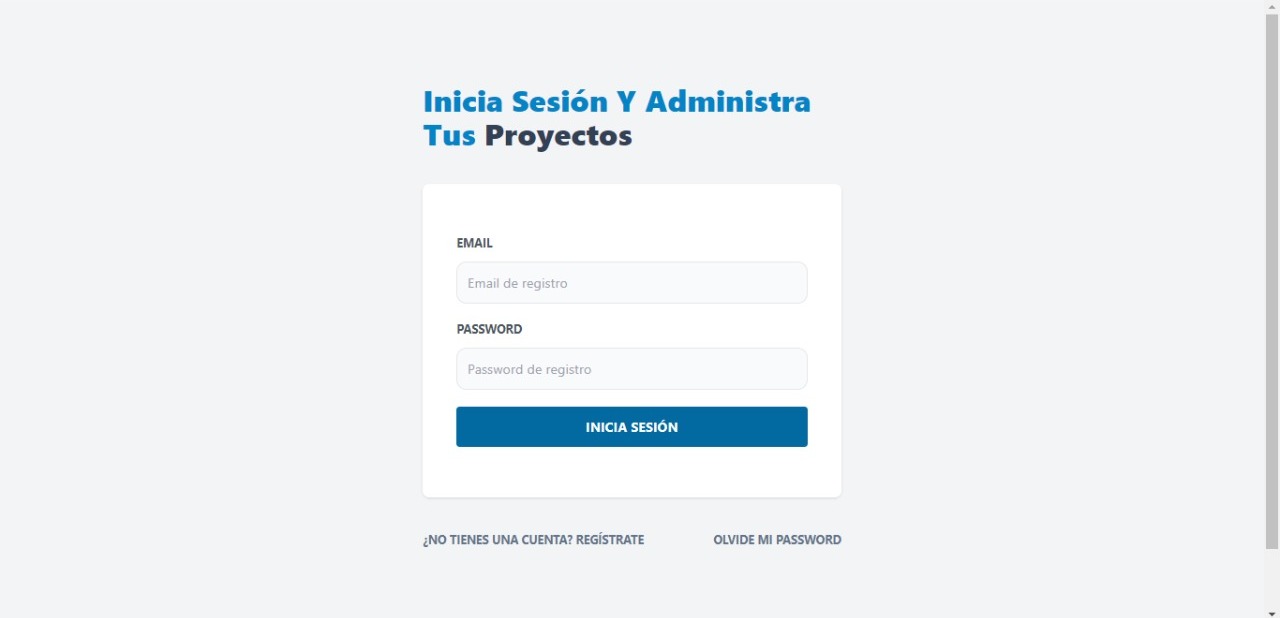 Inicia Sesión Y Administra
Tus Proyectos
EMAIL
Email de registro
PASSWORD
Password de registro
INICIA SESIÓN
¿NO TIENES UNA CUENTA? REGÍSTRATE
OLVIDE MI PASSWORD